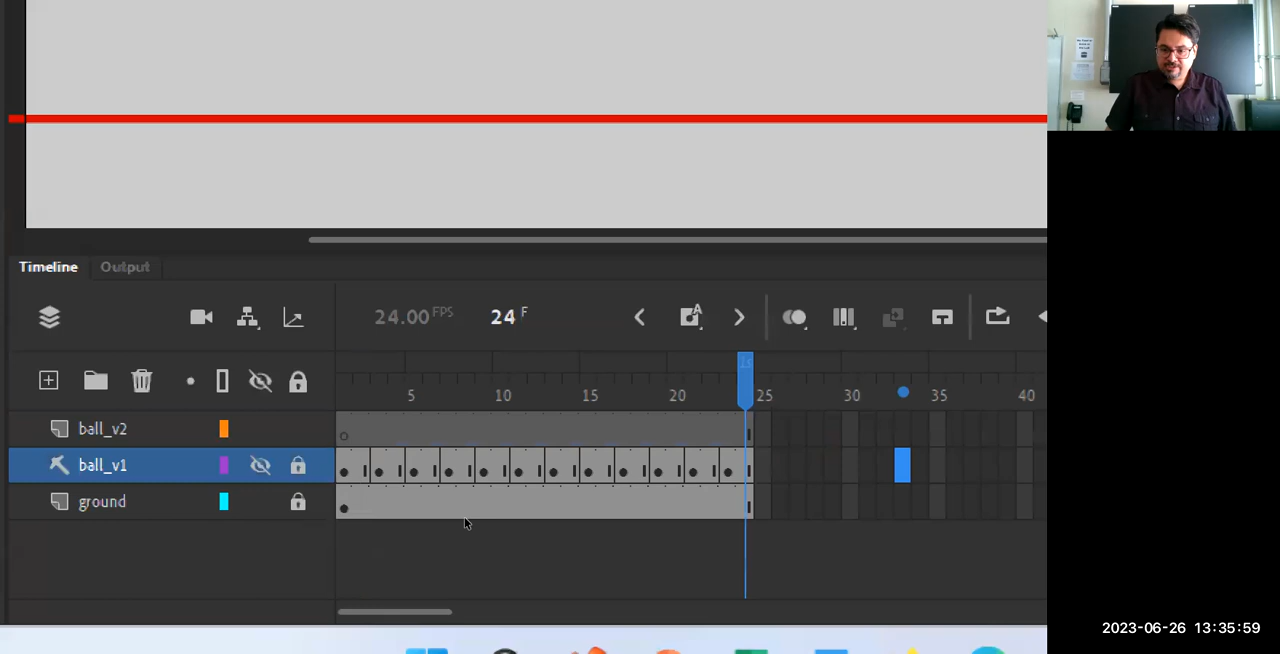 Timeline Output
24.00 FPS 24 F
1s
5 10 15 20 25 30 35 40
ball_v2
ball_v1
ground
2023-06-26 13:35:59